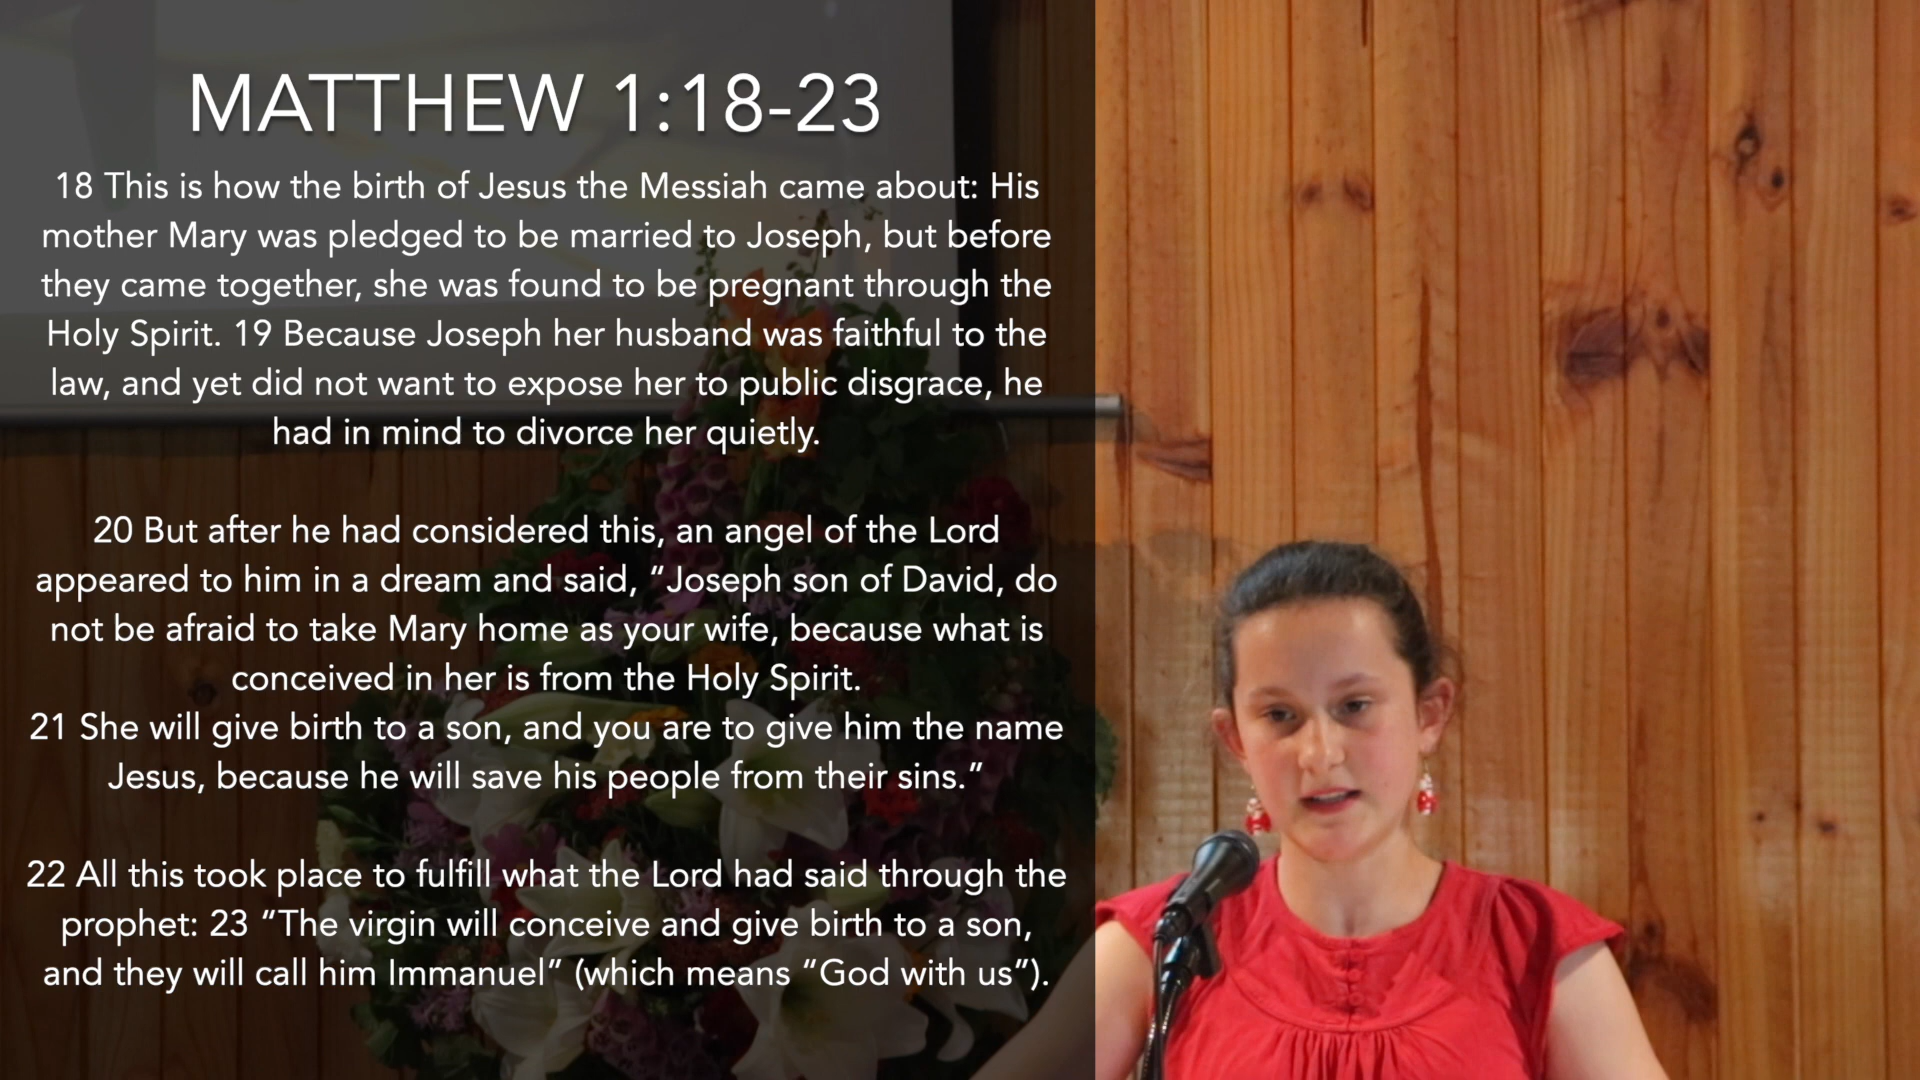 MATTHEW 1:18-23
18 This is how the birth of Jesus the Messiah came about: His
mother Mary was pledged to be married to Joseph, but before
they came together, she was found to be pregnant through the
Holy Spirit. 19 Because Joseph her husband was faithful to the
law, and yet did not want to expose her to public disgrace, he
had in mind to divorce her quietly.
20 But after he had considered this, an angel of the Lord
appeared to him in a dream and said, “Joseph son of David, do
not be afraid to take Mary home as your wife, because what is
conceived in her is from the Holy Spirit.
21 She will give birth to a son, and you are to give him the name
Jesus, because he will save his people from their sins.”
22 All this took place to fulfill what the Lord had said through the
prophet: 23 “The virgin will conceive and give birth to a son,
and they will call him Immanuel” (which means “God with us”).